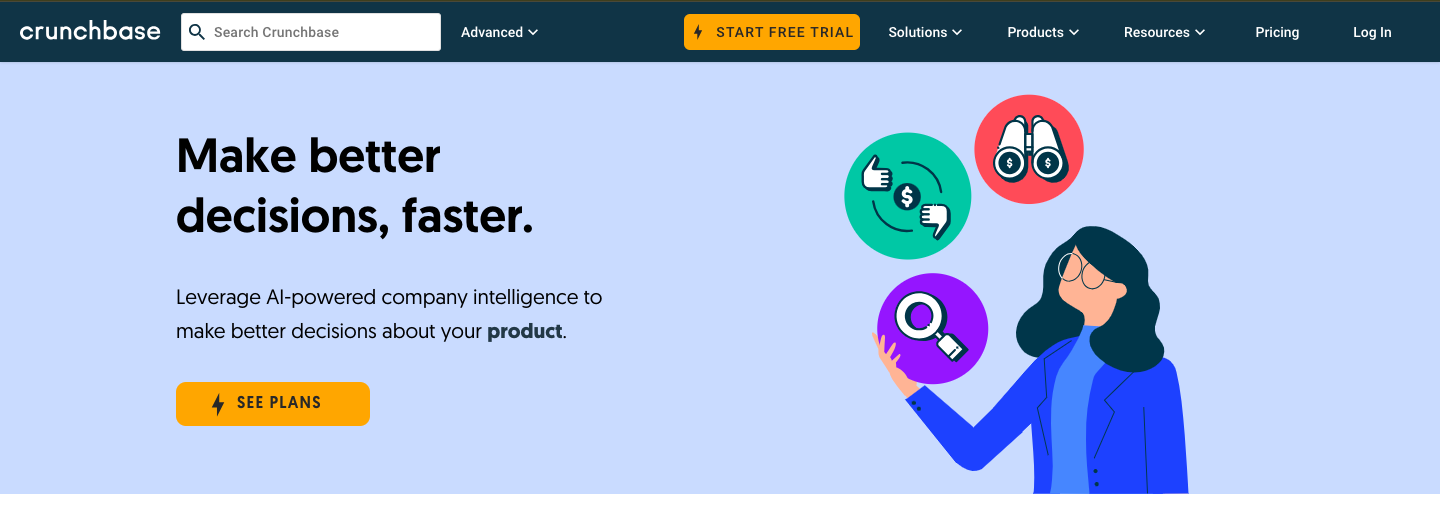 crunchbase
Search Crunchbase
Advanced
START FREE TRIAL
Solutions
Products
Resources
Pricing
Log In
Make better
decisions, faster.
Leverage AI-powered company intelligence to
make better decisions about your product.
SEE PLANS
$
$ $